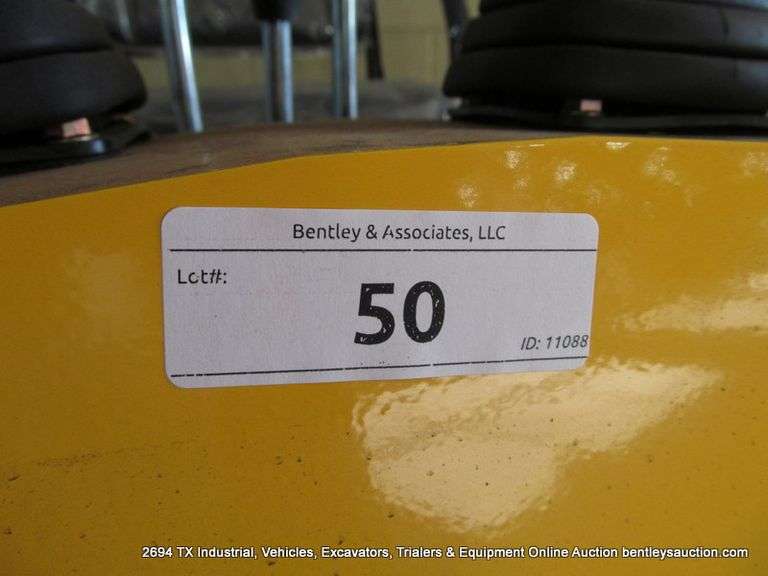 Bentley & Associates, LLC
Lot#:
50
ID: 11088
2694 TX Industrial, Vehicles, Excavators, Trialers & Equipment Online Auction bentleysauction.com